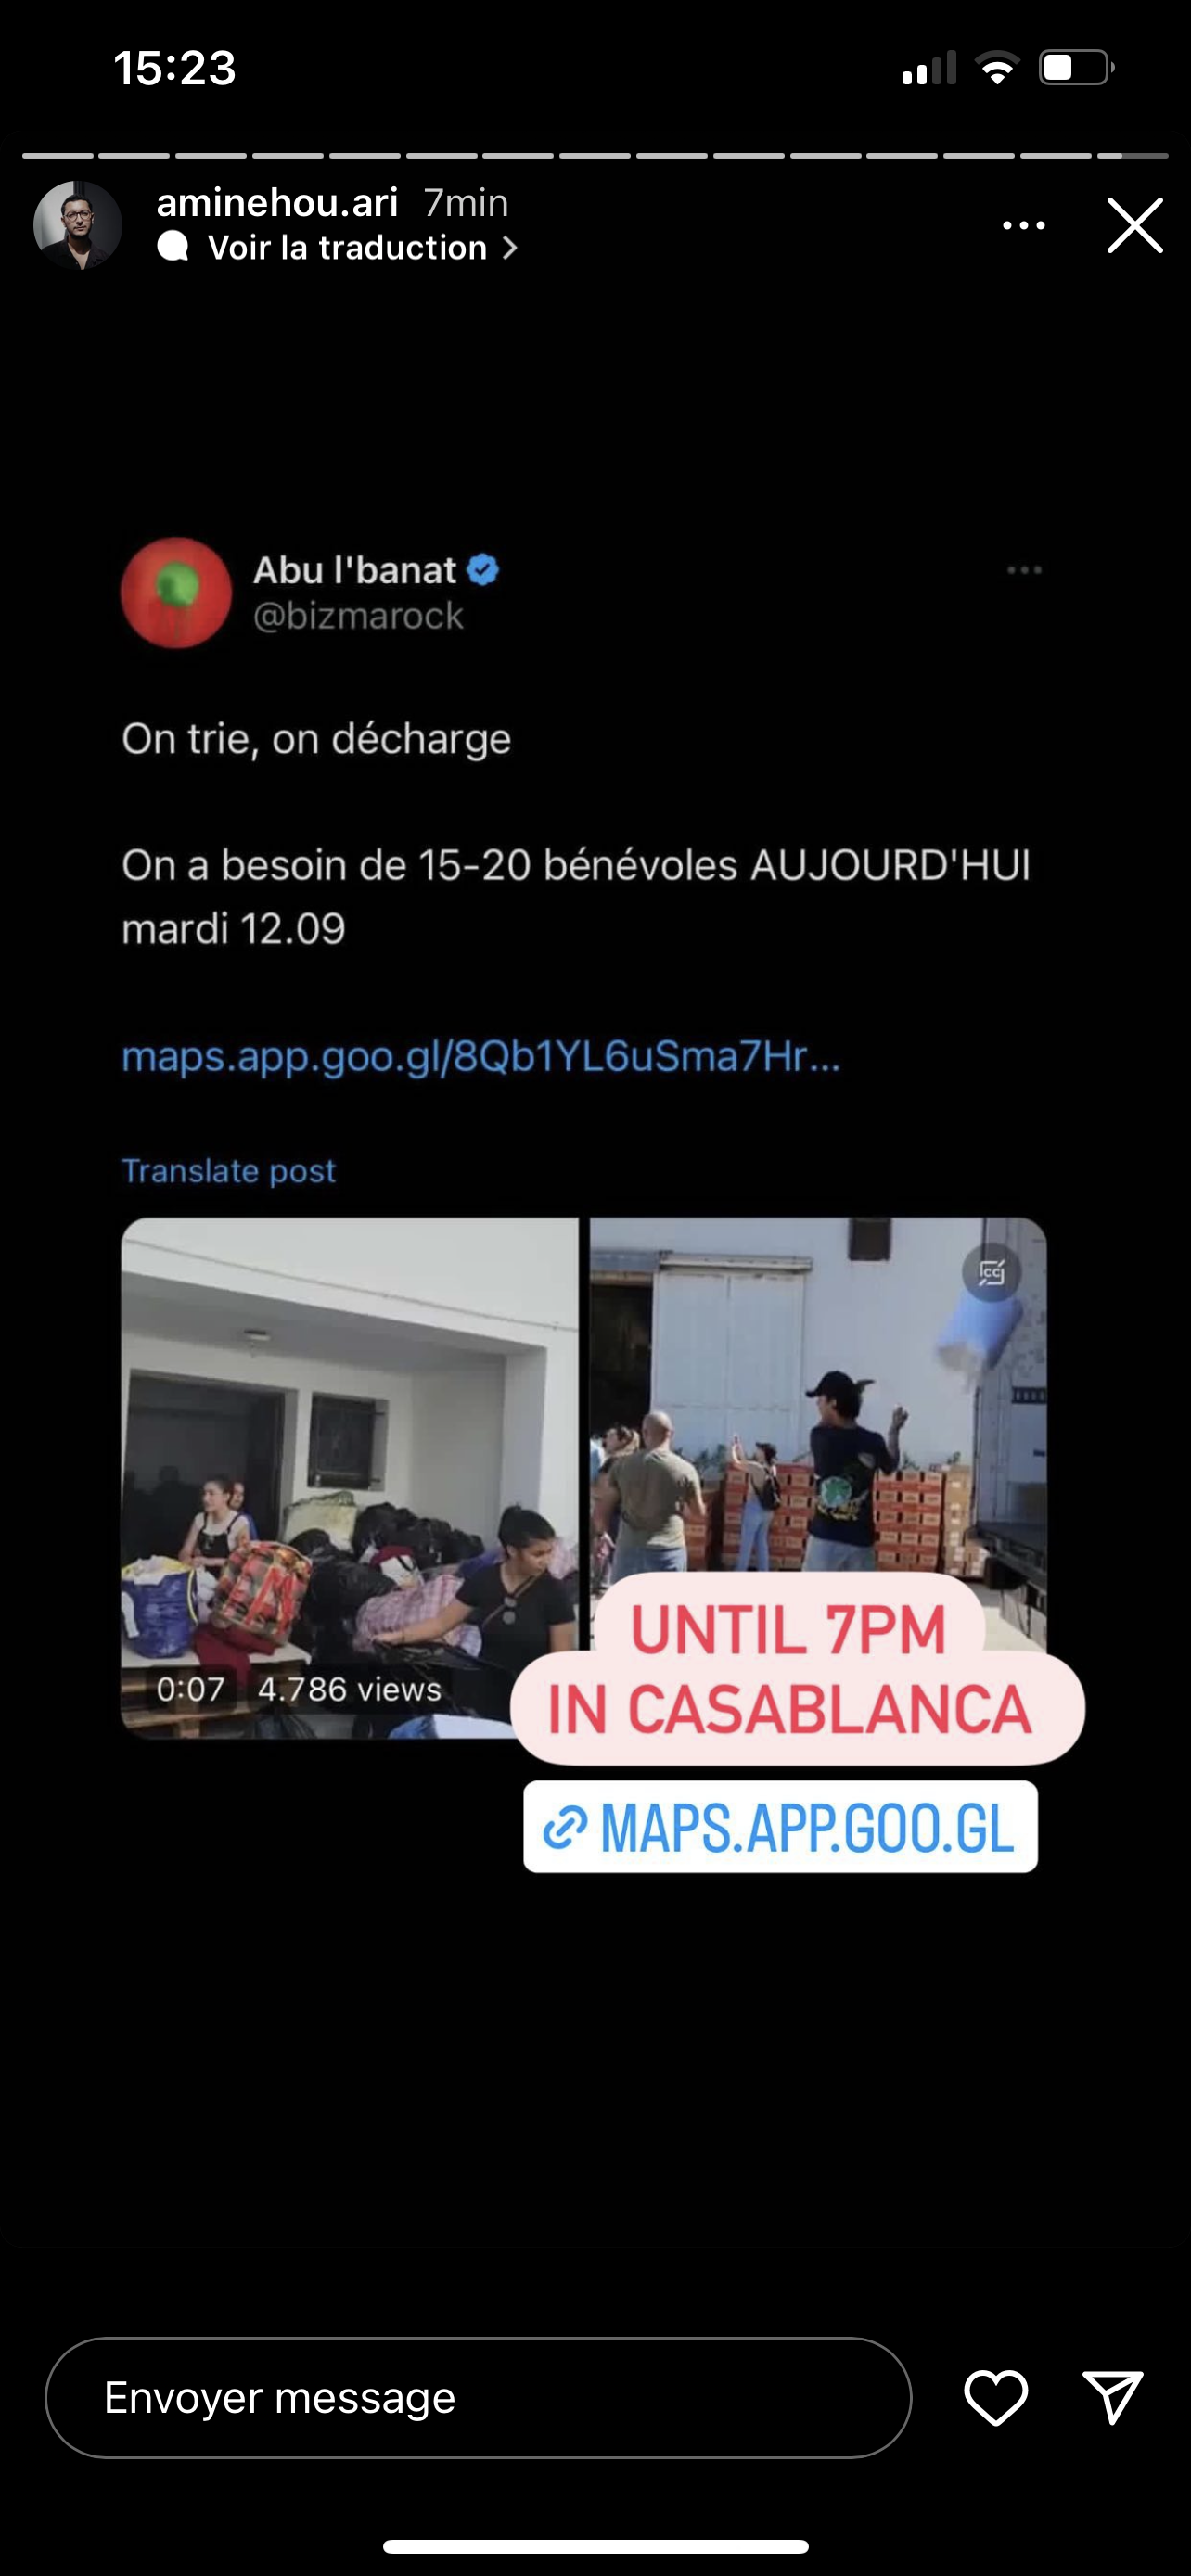 15:23
aminehou.ari 7min
Voir la traduction >
Abu l'banat
@bizmarock
On trie, on décharge
On a besoin de 15-20 bénévoles AUJOURD'HUI
mardi 12.09
maps.app.goo.gl/8Qb1YL6uSma7Hr...
Translate post
CC
0:07 4.786 views
UNTIL 7PM
IN CASABLANCA
MAPS.APP.GOO.GL
Envoyer message